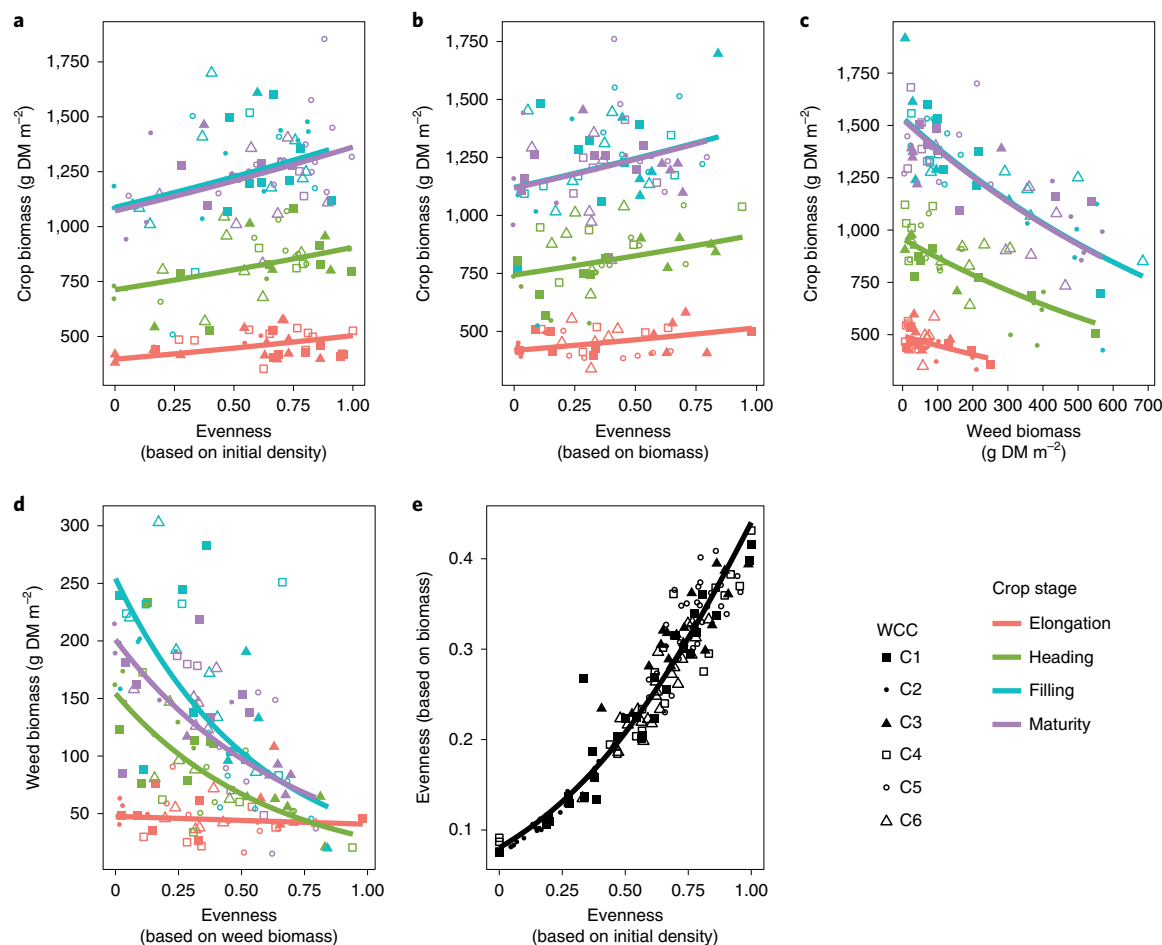 a
1,750
1,500
1,250
1,000
750
500
Crop biomass (g DM m⁻²)
0 0.25 0.50 0.75 1.00
Evenness
(based on initial density)
b
1,750
1,500
1,250
1,000
750
500
Crop biomass (g DM m⁻²)
0 0.25 0.50 0.75 1.00
Evenness
(based on biomass)
c
1,750
1,500
1,250
1,000
750
500
Crop biomass (g DM m⁻²)
0 100 200 300 400 500 600 700
Weed biomass
(g DM m⁻²)
d
300
250
200
150
100
50
Weed biomass (g DM m⁻²)
0 0.25 0.50 0.75 1.00
Evenness
(based on weed biomass)
e
0.4
0.3
0.2
0.1
Evenness (based on biomass)
0 0.25 0.50 0.75 1.00
Evenness
(based on initial density)
WCC
C1
C2
C3
C4
C5
C6
Crop stage
Elongation
Heading
Filling
Maturity